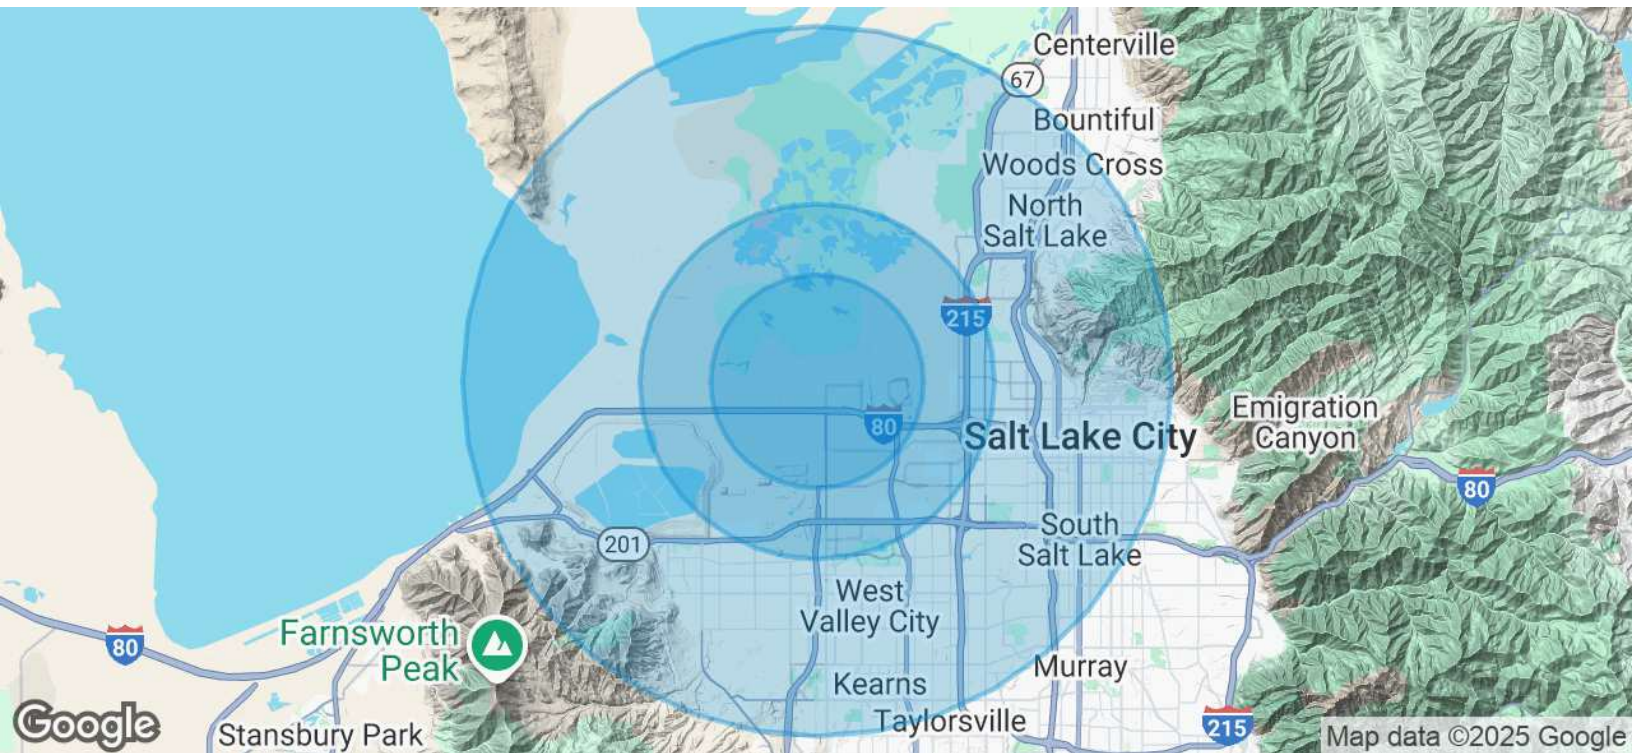 Centerville
67
Bountiful
Woods Cross
North
Salt Lake
215
80
Salt Lake City
Emigration
Canyon
80
201
South
Salt Lake
West
Valley City
80
Farnsworth
Peak
Murray
Kearns
Taylorsville
215
Google
Stansbury Park
Map data ©2025 Google